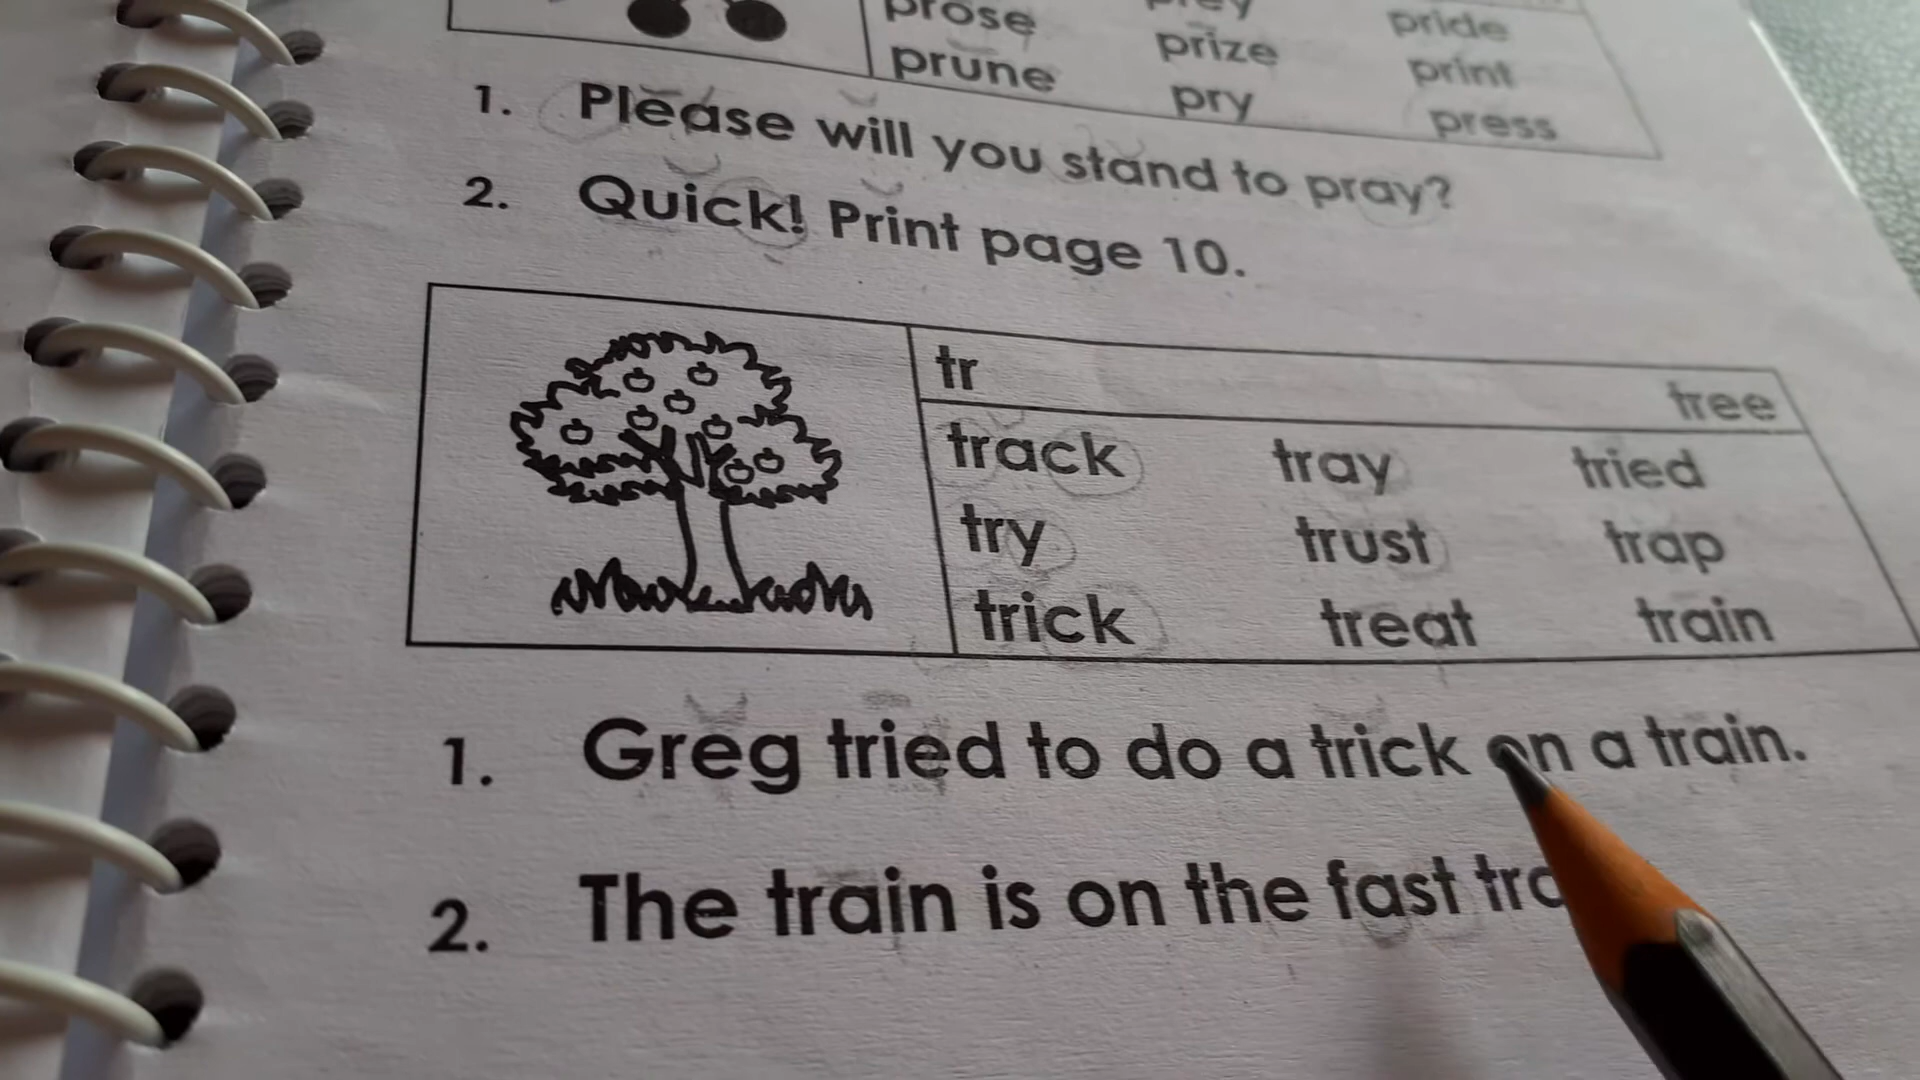 prose pride
prune prize print
pry press
1. Please will you stand to pray?
2. Quick! Print page 10.
tr tree
track tray tried
try trust trap
trick treat train
1. Greg tried to do a trick on a train.
2. The train is on the fast